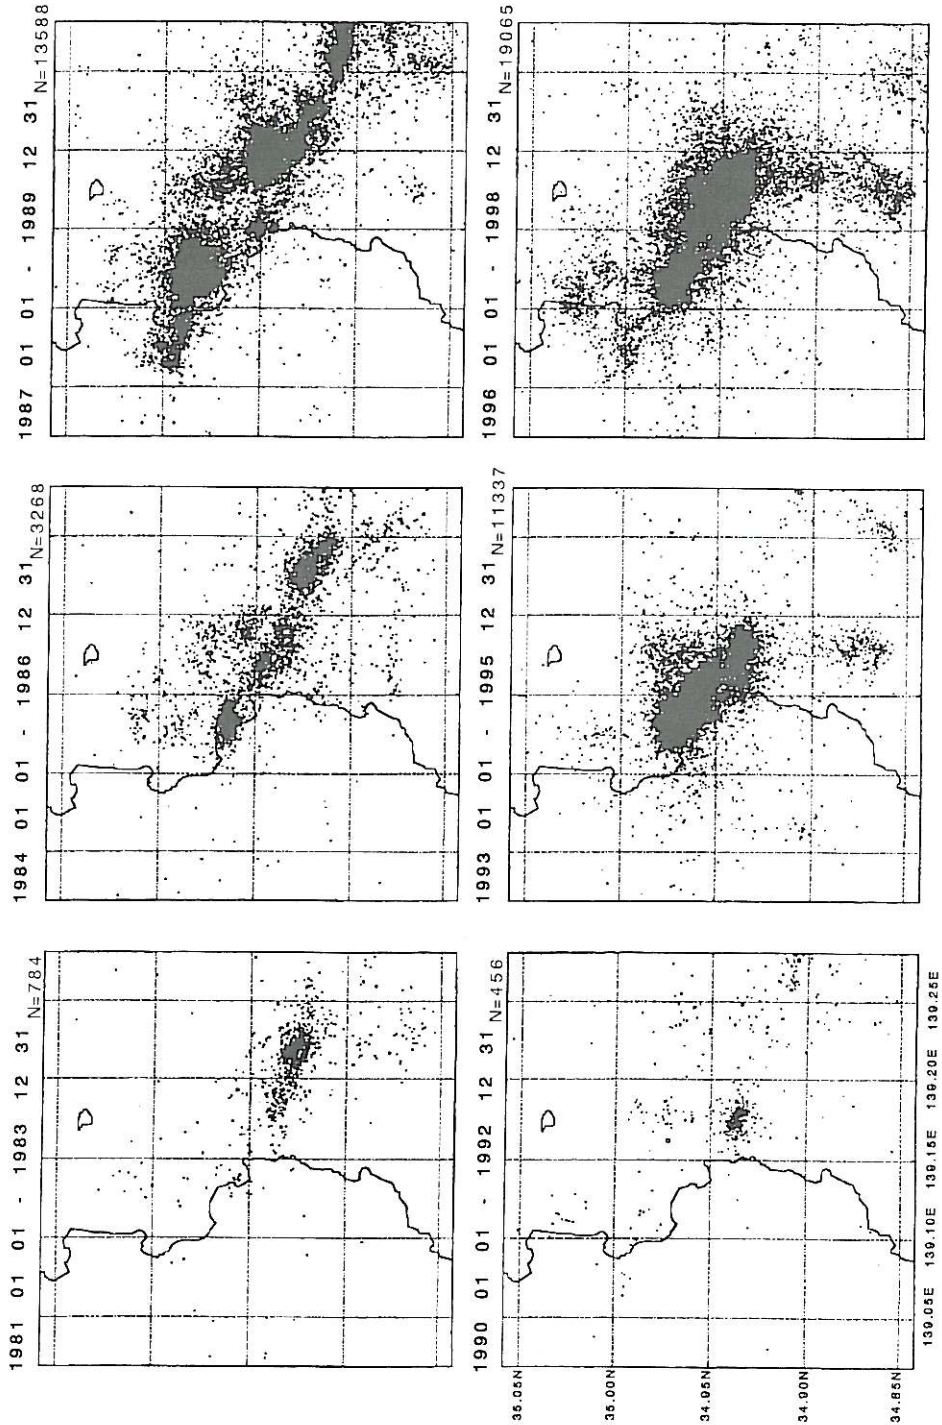 1981 01 01 - 1983 12 31
N=784
1984 01 01 - 1986 12 31
N=3268
1987 01 01 - 1989 12 31
N=13588
1990 01 01 - 1992 12 31
N=456
1993 01 01 - 1995 12 31
N=11337
1996 01 01 - 1998 12 31
N=19065
35.05N
35.00N
34.95N
34.90N
34.85N
139.05E
139.10E
139.15E
139.20E
139.25E